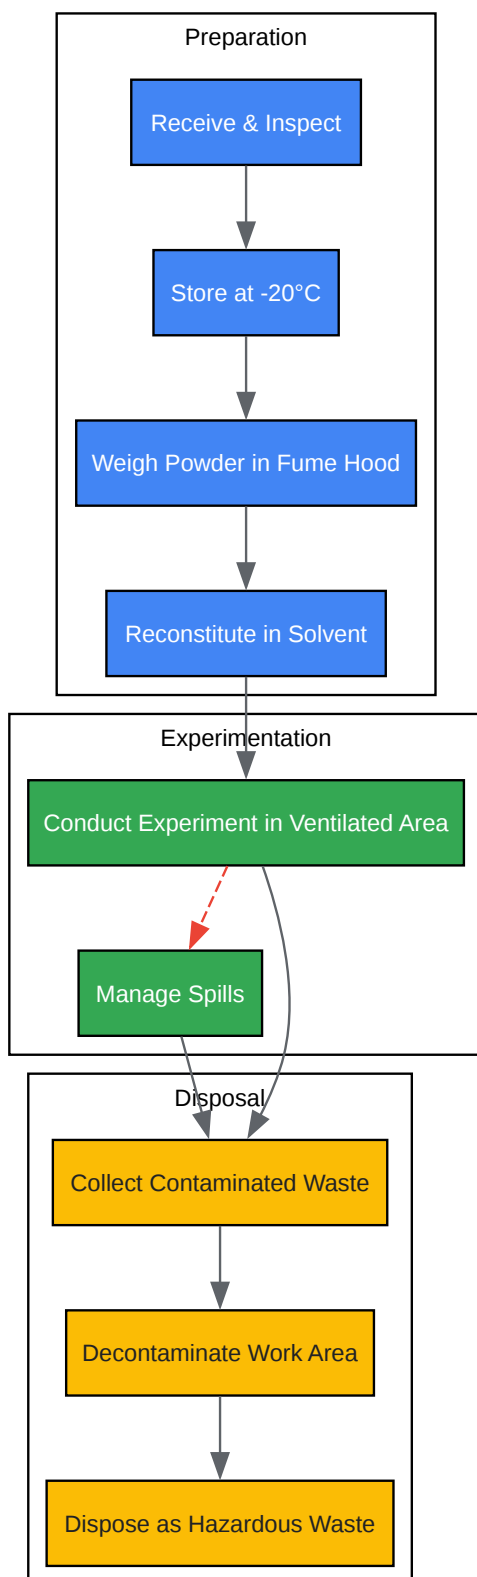 Preparation
Receive & Inspect
Store at -20°C
Weigh Powder in Fume Hood
Reconstitute in Solvent
Experimentation
Conduct Experiment in Ventilated Area
Manage Spills
Disposal
Collect Contaminated Waste
Decontaminate Work Area
Dispose as Hazardous Waste